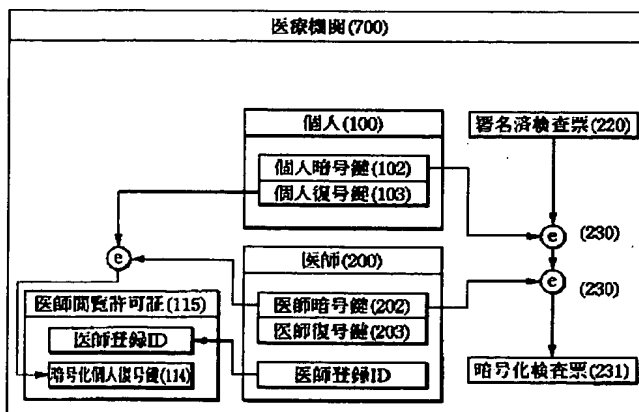 医療機関(700)
個人(100)
署名済検査票(220)
個人暗号鍵(102)
個人復号鍵(103)
e (230)
e
医師(200)
e (230)
医師閲覧許可証(115)
医師暗号鍵(202)
医師登録ID
医師復号鍵(203)
暗号化個人復号鍵(114)
医師登録ID
暗号化検査票(231)